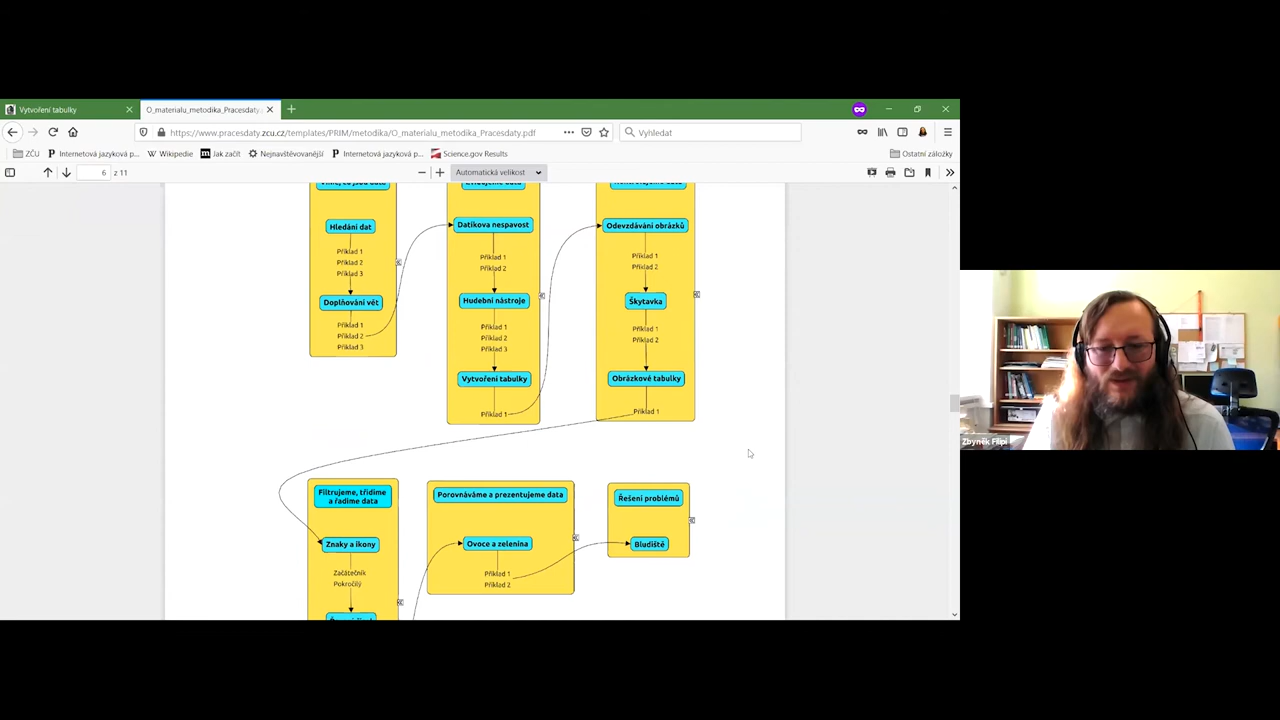 Vytvoření tabulky
O_materialu_metodika_Pracesdaty.
https://www.pracesdaty.zcu.cz/templates/PRIM/metodika/O_materialu_metodika_Pracesdaty.pdf
Vyhledat
ZČU
Internetová jazyková p…
Wikipedie
Jak začít
Nejnavštěvovanější
Internetová jazyková p…
Science.gov Results
Ostatní záložky
6 z 11
Automatická velikost
Hledání dat
Příklad 1
Příklad 2
Příklad 3
Doplňování vět
Příklad 1
Příklad 2
Příklad 3
Datíkova nespavost
Příklad 1
Příklad 2
Hudební nástroje
Příklad 1
Příklad 2
Příklad 3
Vytvoření tabulky
Příklad 1
Odevzdávání obrázků
Příklad 1
Příklad 2
Škytavka
Příklad 1
Příklad 2
Obrázkové tabulky
Příklad 1
Filtrujeme, třídíme
a řadíme data
Znaky a ikony
Začátečník
Pokročilý
Porovnáváme a prezentujeme data
Ovoce a zelenina
Příklad 1
Příklad 2
Řešení problémů
Bludiště
Zbyněk Filipi